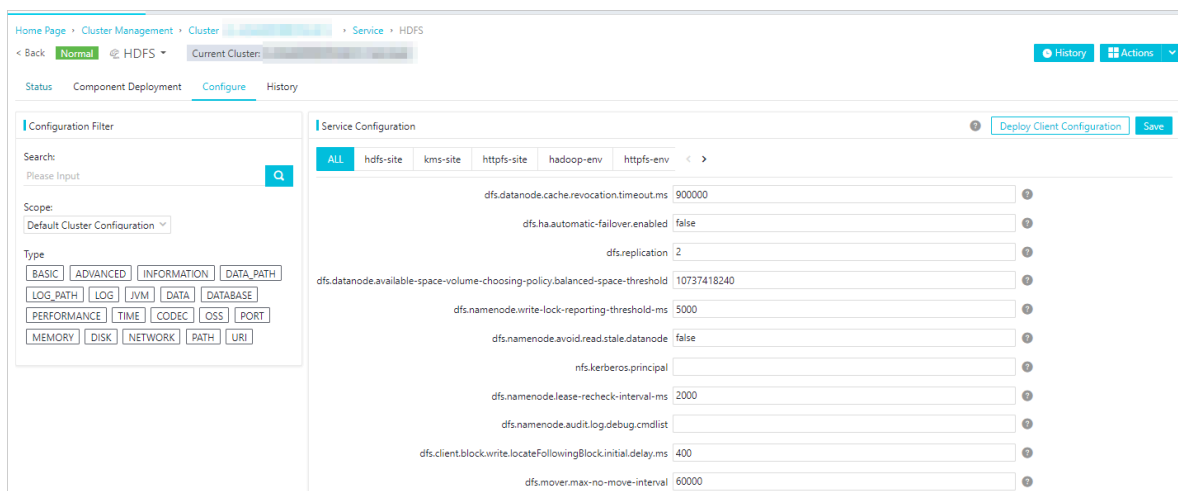 Home Page Cluster Management Cluster Service HDFS
< Back Normal HDFS Current Cluster: History Actions
Status Component Deployment Configure History
Configuration Filter
Search:
Please Input
Scope:
Default Cluster Configuration
Type
BASIC ADVANCED INFORMATION DATA_PATH
LOG_PATH LOG JVM DATA DATABASE
PERFORMANCE TIME CODEC OSS PORT
MEMORY DISK NETWORK PATH URI
Service Configuration ? Deploy Client Configuration Save
ALL hdfs-site kms-site httpfs-site hadoop-env httpfs-env < >
dfs.datanode.cache.revocation.timeout.ms 900000 ?
dfs.ha.automatic-failover.enabled false ?
dfs.replication 2 ?
dfs.datanode.available-space-volume-choosing-policy.balanced-space-threshold 10737418240 ?
dfs.namenode.write-lock-reporting-threshold-ms 5000 ?
dfs.namenode.avoid.read.stale.datanode false ?
nfs.kerberos.principal ?
dfs.namenode.lease-recheck-interval-ms 2000 ?
dfs.namenode.audit.log.debug.cmdlist ?
dfs.client.block.write.locateFollowingBlock.initial.delay.ms 400 ?
dfs.mover.max-no-move-interval 60000 ?